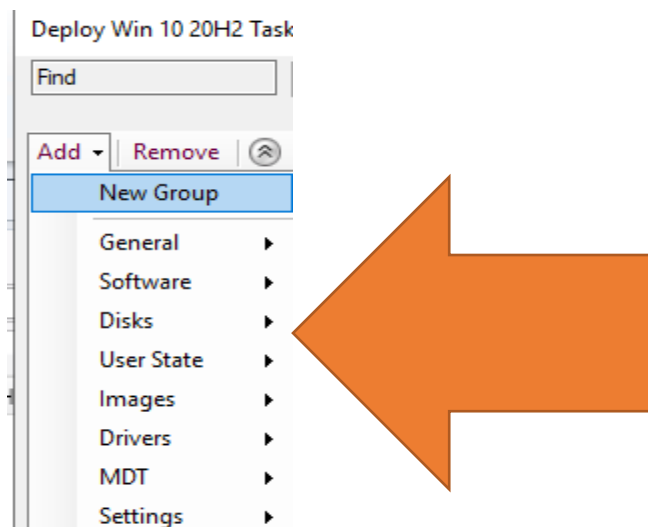 Deploy Win 10 20H2 Task
Find
Add Remove
New Group
General
Software
Disks
User State
Images
Drivers
MDT
Settings